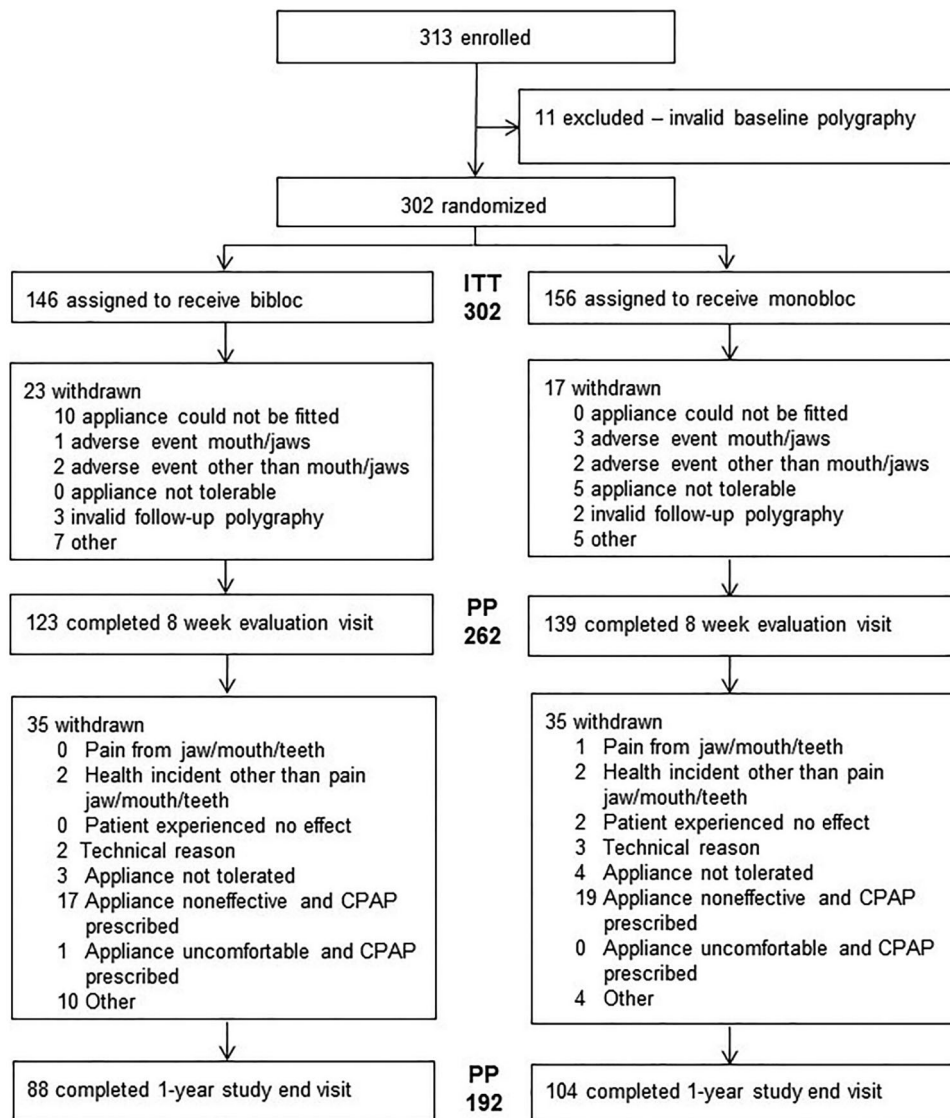 313 enrolled
11 excluded – invalid baseline polygraphy
302 randomized
146 assigned to receive bibloc
ITT
302
156 assigned to receive monobloc
23 withdrawn
10 appliance could not be fitted
1 adverse event mouth/jaws
2 adverse event other than mouth/jaws
0 appliance not tolerable
3 invalid follow-up polygraphy
7 other
17 withdrawn
0 appliance could not be fitted
3 adverse event mouth/jaws
2 adverse event other than mouth/jaws
5 appliance not tolerable
2 invalid follow-up polygraphy
5 other
123 completed 8 week evaluation visit
PP
262
139 completed 8 week evaluation visit
35 withdrawn
0 Pain from jaw/mouth/teeth
2 Health incident other than pain
jaw/mouth/teeth
0 Patient experienced no effect
2 Technical reason
3 Appliance not tolerated
17 Appliance noneffective and CPAP
prescribed
1 Appliance uncomfortable and CPAP
prescribed
10 Other
35 withdrawn
1 Pain from jaw/mouth/teeth
2 Health incident other than pain
jaw/mouth/teeth
2 Patient experienced no effect
3 Technical reason
4 Appliance not tolerated
19 Appliance noneffective and CPAP
prescribed
0 Appliance uncomfortable and CPAP
prescribed
4 Other
88 completed 1-year study end visit
PP
192
104 completed 1-year study end visit